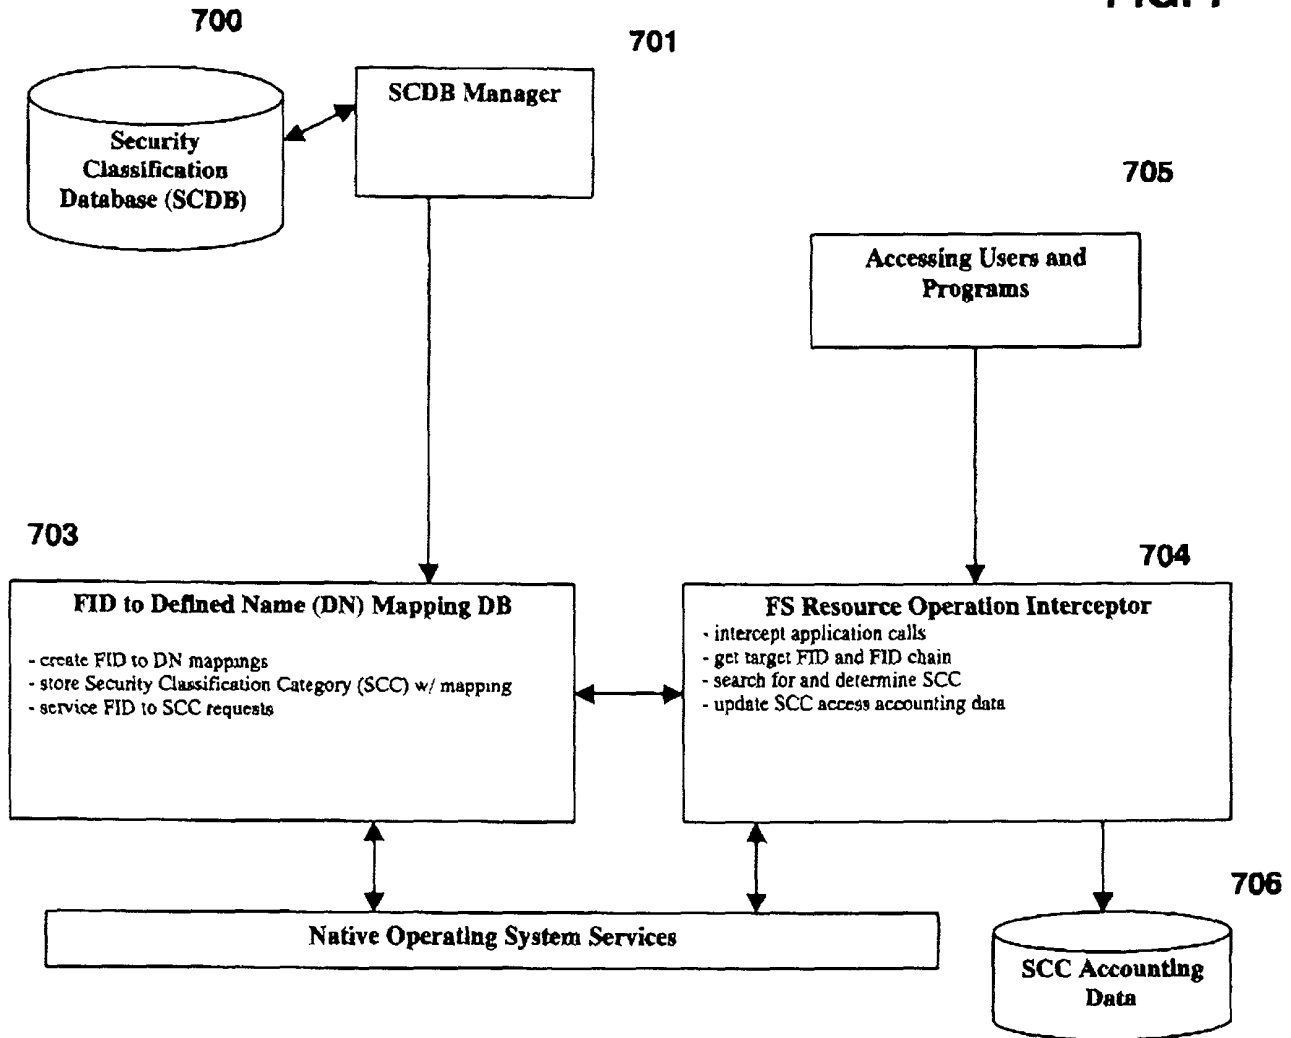 700
701
SCDB Manager
Security
Classification
Database (SCDB)
705
Accessing Users and
Programs
703
704
FID to Defined Name (DN) Mapping DB
- create FID to DN mappings
- store Security Classification Category (SCC) w/ mapping
- service FID to SCC requests
FS Resource Operation Interceptor
- intercept application calls
- get target FID and FID chain
- search for and determine SCC
- update SCC access accounting data
706
Native Operating System Services
SCC Accounting
Data